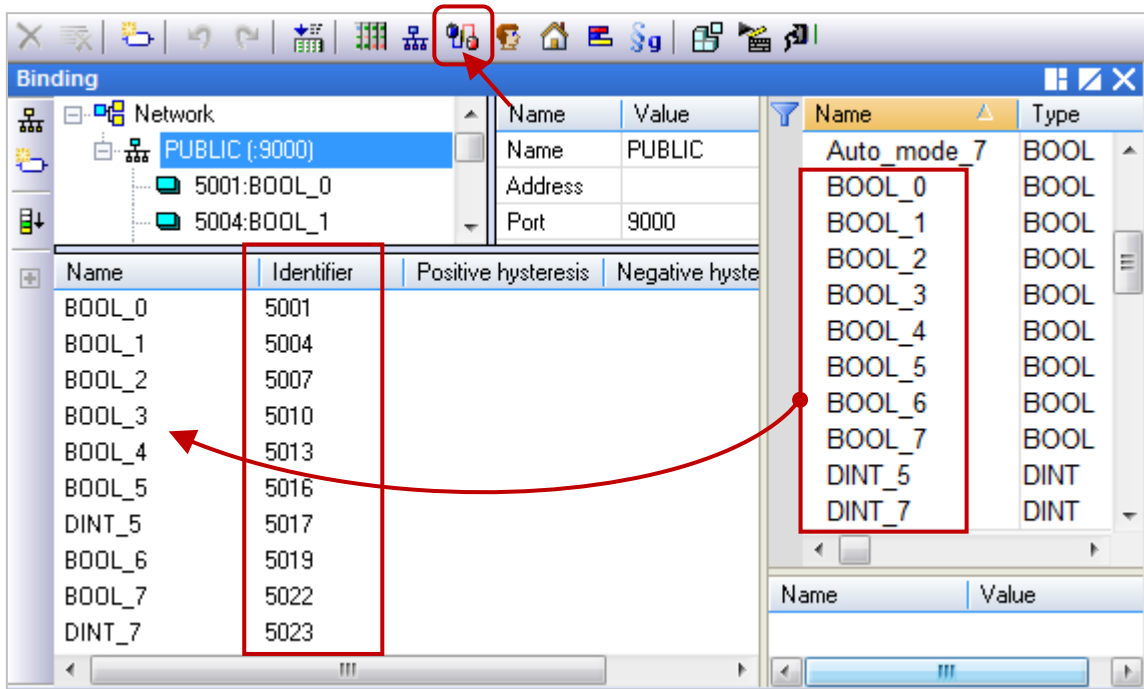 §g
Binding
Network
PUBLIC (:9000)
5001:BOOL_0
5004:BOOL_1
Name Value
Name PUBLIC
Address
Port 9000
Name Identifier Positive hysteresis Negative hyste
BOOL_0 5001
BOOL_1 5004
BOOL_2 5007
BOOL_3 5010
BOOL_4 5013
BOOL_5 5016
DINT_5 5017
BOOL_6 5019
BOOL_7 5022
DINT_7 5023
Name Type
Auto_mode_7 BOOL
BOOL_0 BOOL
BOOL_1 BOOL
BOOL_2 BOOL
BOOL_3 BOOL
BOOL_4 BOOL
BOOL_5 BOOL
BOOL_6 BOOL
BOOL_7 BOOL
DINT_5 DINT
DINT_7 DINT
Name Value